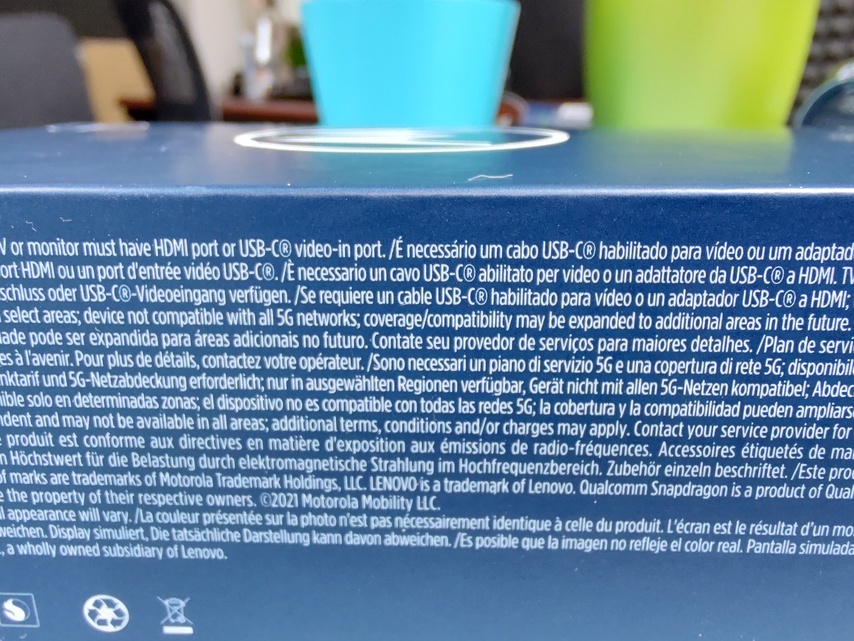 V or monitor must have HDMI port or USB-C® video-in port. /É necessário um cabo USB-C® habilitado para vídeo ou um adaptad
ort HDMI ou un port d'entrée vidéo USB-C®. /È necessario un cavo USB-C® abilitato per video o un adattatore da USB-C® a HDMI. TV
schluss oder USB-C®-Videoeingang verfügen. /Se requiere un cable USB-C® habilitado para vídeo o un adaptador USB-C® a HDMI;
select areas; device not compatible with all 5G networks; coverage/compatibility may be expanded to additional areas in the future.
ade pode ser expandida para áreas adicionais no futuro. Contate seu provedor de serviços para maiores detalhes. /Plan de servi
es à l'avenir. Pour plus de détails, contactez votre opérateur. /Sono necessari un piano di servizio 5G e una copertura di rete 5G; disponibil
nktarif und 5G-Netzabdeckung erforderlich; nur in ausgewählten Regionen verfügbar, Gerät nicht mit allen 5G-Netzen kompatibel; Abdec
nible solo en determinadas zonas; el dispositivo no es compatible con todas las redes 5G; la cobertura y la compatibilidad pueden ampliars
ndent and may not be available in all areas; additional terms, conditions and/or charges may apply. Contact your service provider for
produit est conforme aux directives en matière d'exposition aux émissions de radio-fréquences. Accessoires étiquetés de ma
n Höchstwert für die Belastung durch elektromagnetische Strahlung im Hochfrequenzbereich. Zubehör einzeln beschriftet. /Este pro
of marks are trademarks of Motorola Trademark Holdings, LLC. LENOVO is a trademark of Lenovo. Qualcomm Snapdragon is a product of Qual
e the property of their respective owners. ©2021 Motorola Mobility LLC.
l appearance will vary. /La couleur présentée sur la photo n'est pas nécessairement identique à celle du produit. L'écran est le résultat d'un mo
weichen. Display simuliert, Die tatsächliche Darstellung kann davon abweichen. /Es posible que la imagen no refleje el color real. Pantalla simulada
, a wholly owned subsidiary of Lenovo.